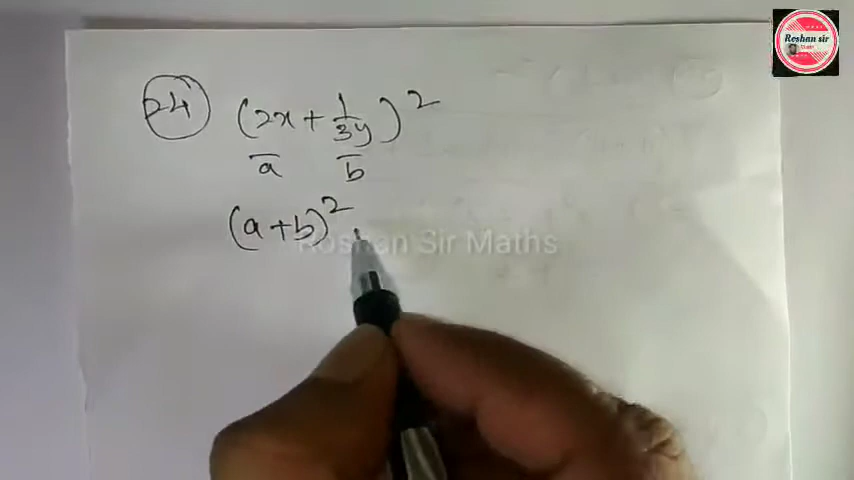 Roshan sir
24 (2x + 1/3y)²
a b
(a + b)²
Roshan Sir Maths